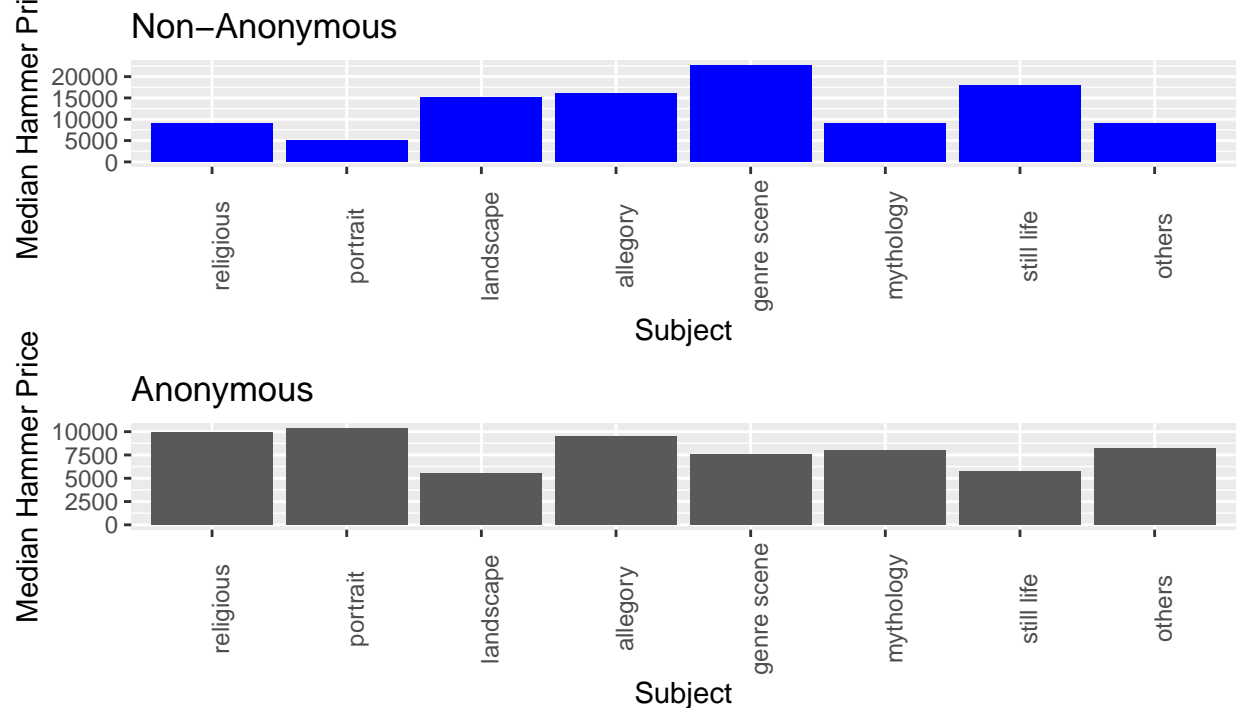 Non−Anonymous
Median Hammer Pri
20000
15000
10000
5000
0
religious
portrait
landscape
allegory
genre scene
mythology
still life
others
Subject
Anonymous
Median Hammer Price
10000
7500
5000
2500
0
religious
portrait
landscape
allegory
genre scene
mythology
still life
others
Subject